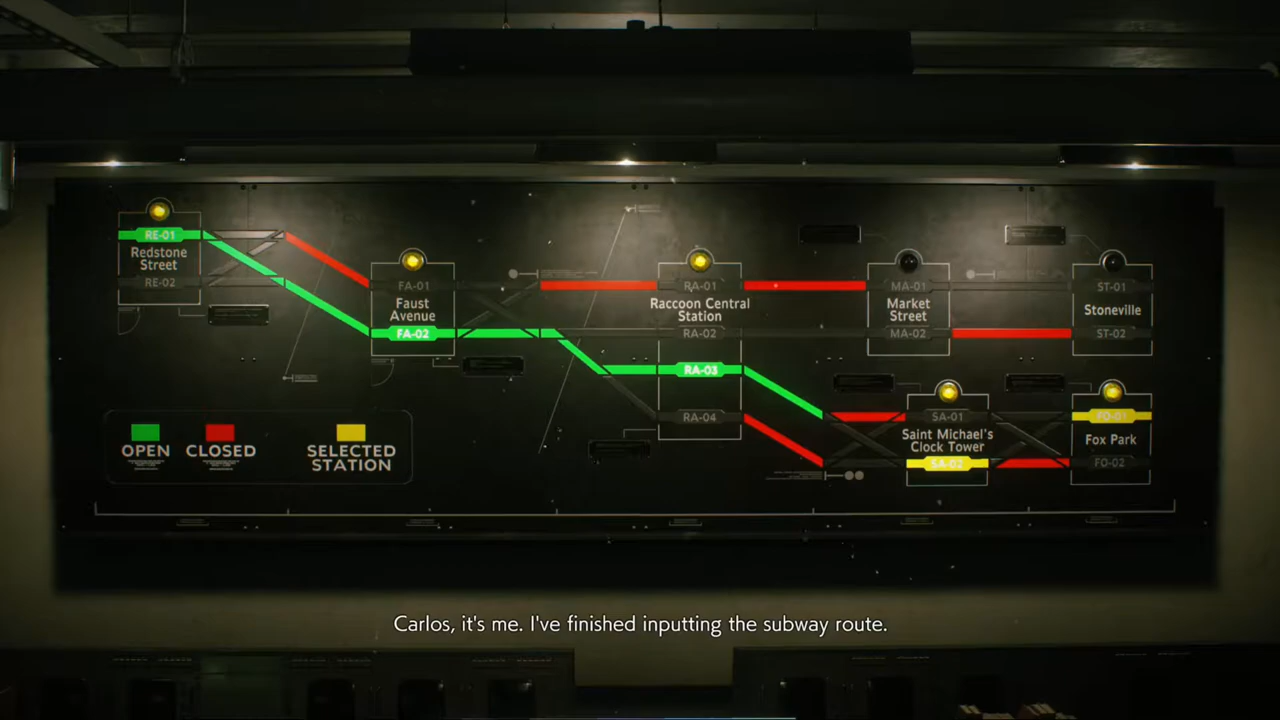 RE-01
Redstone
Street
RE-02
FA-01
Faust
Avenue
FA-02
RA-01
Raccoon Central
Station
RA-02
RA-03
RA-04
MA-01
Market
Street
MA-02
ST-01
Stoneville
ST-02
SA-01
Saint Michael's
Clock Tower
SA-02
FO-01
Fox Park
FO-02
OPEN
CLOSED
SELECTED
STATION
Carlos, it's me. I've finished inputting the subway route.